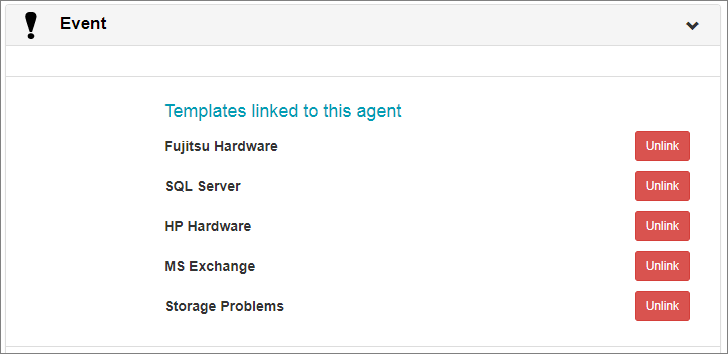 Event
Templates linked to this agent
Fujitsu Hardware Unlink
SQL Server Unlink
HP Hardware Unlink
MS Exchange Unlink
Storage Problems Unlink